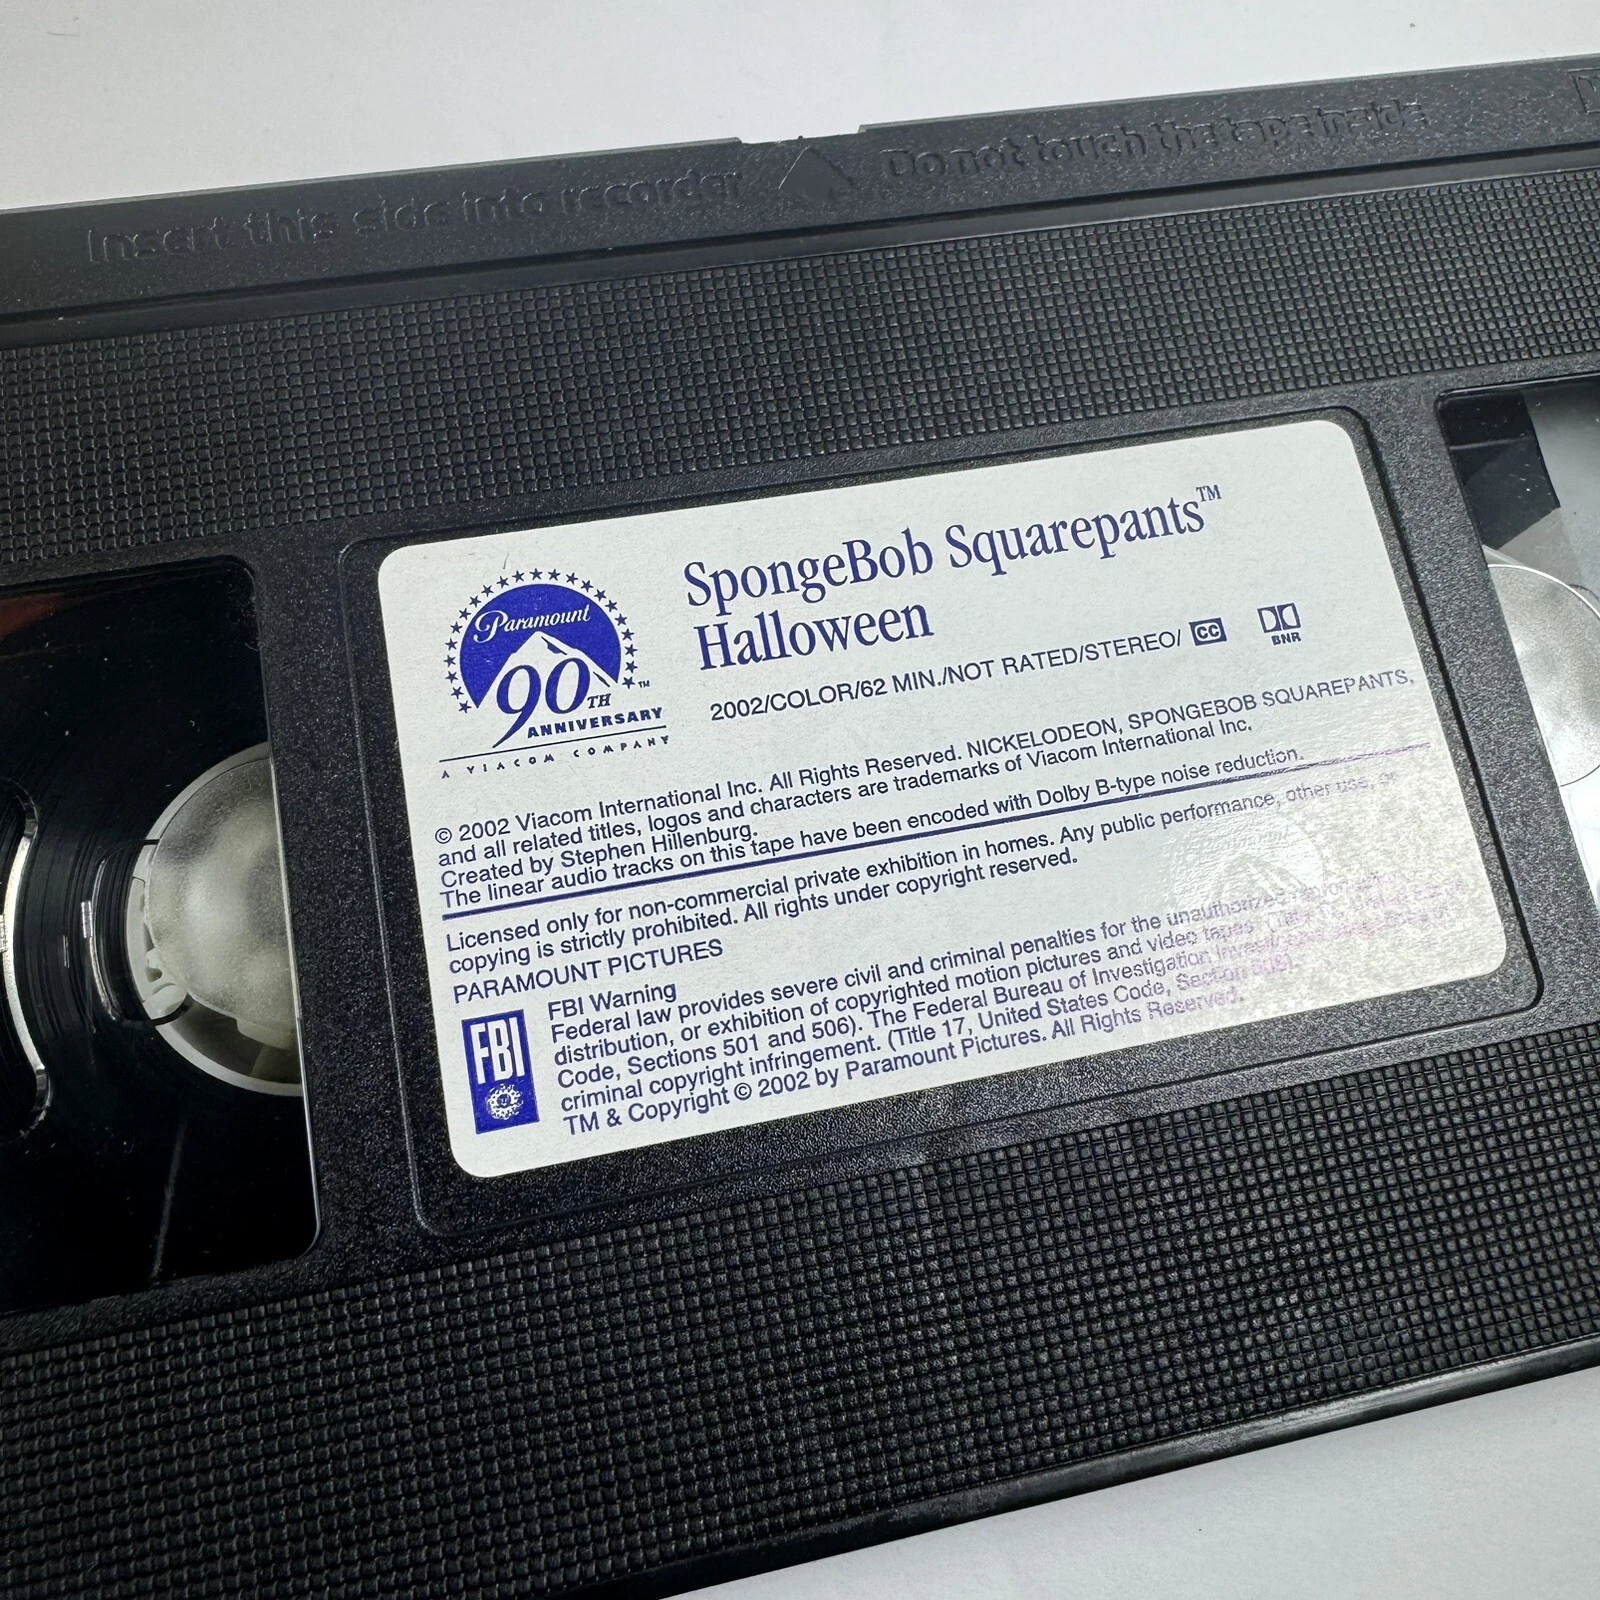 Insert this side into recorder
Do not touch the tape inside
Paramount
90TH
ANNIVERSARY
A VIACOM COMPANY
SpongeBob Squarepants™
Halloween
2002/COLOR/62 MIN./NOT RATED/STEREO/ CC
BNR
© 2002 Viacom International Inc. All Rights Reserved. NICKELODEON, SPONGEBOB SQUAREPANTS,
and all related titles, logos and characters are trademarks of Viacom International Inc.
Created by Stephen Hillenburg.
The linear audio tracks on this tape have been encoded with Dolby B-type noise reduction.
Licensed only for non-commercial private exhibition in homes. Any public performance, other use, or
copying is strictly prohibited. All rights under copyright reserved.
PARAMOUNT PICTURES
FBI
FBI Warning
Federal law provides severe civil and criminal penalties for the unauthorized
distribution, or exhibition of copyrighted motion pictures and video tapes (Title 17, United States
Code, Sections 501 and 506). The Federal Bureau of Investigation investigates
criminal copyright infringement. (Title 17, United States Code, Section 506).
TM & Copyright © 2002 by Paramount Pictures. All Rights Reserved.